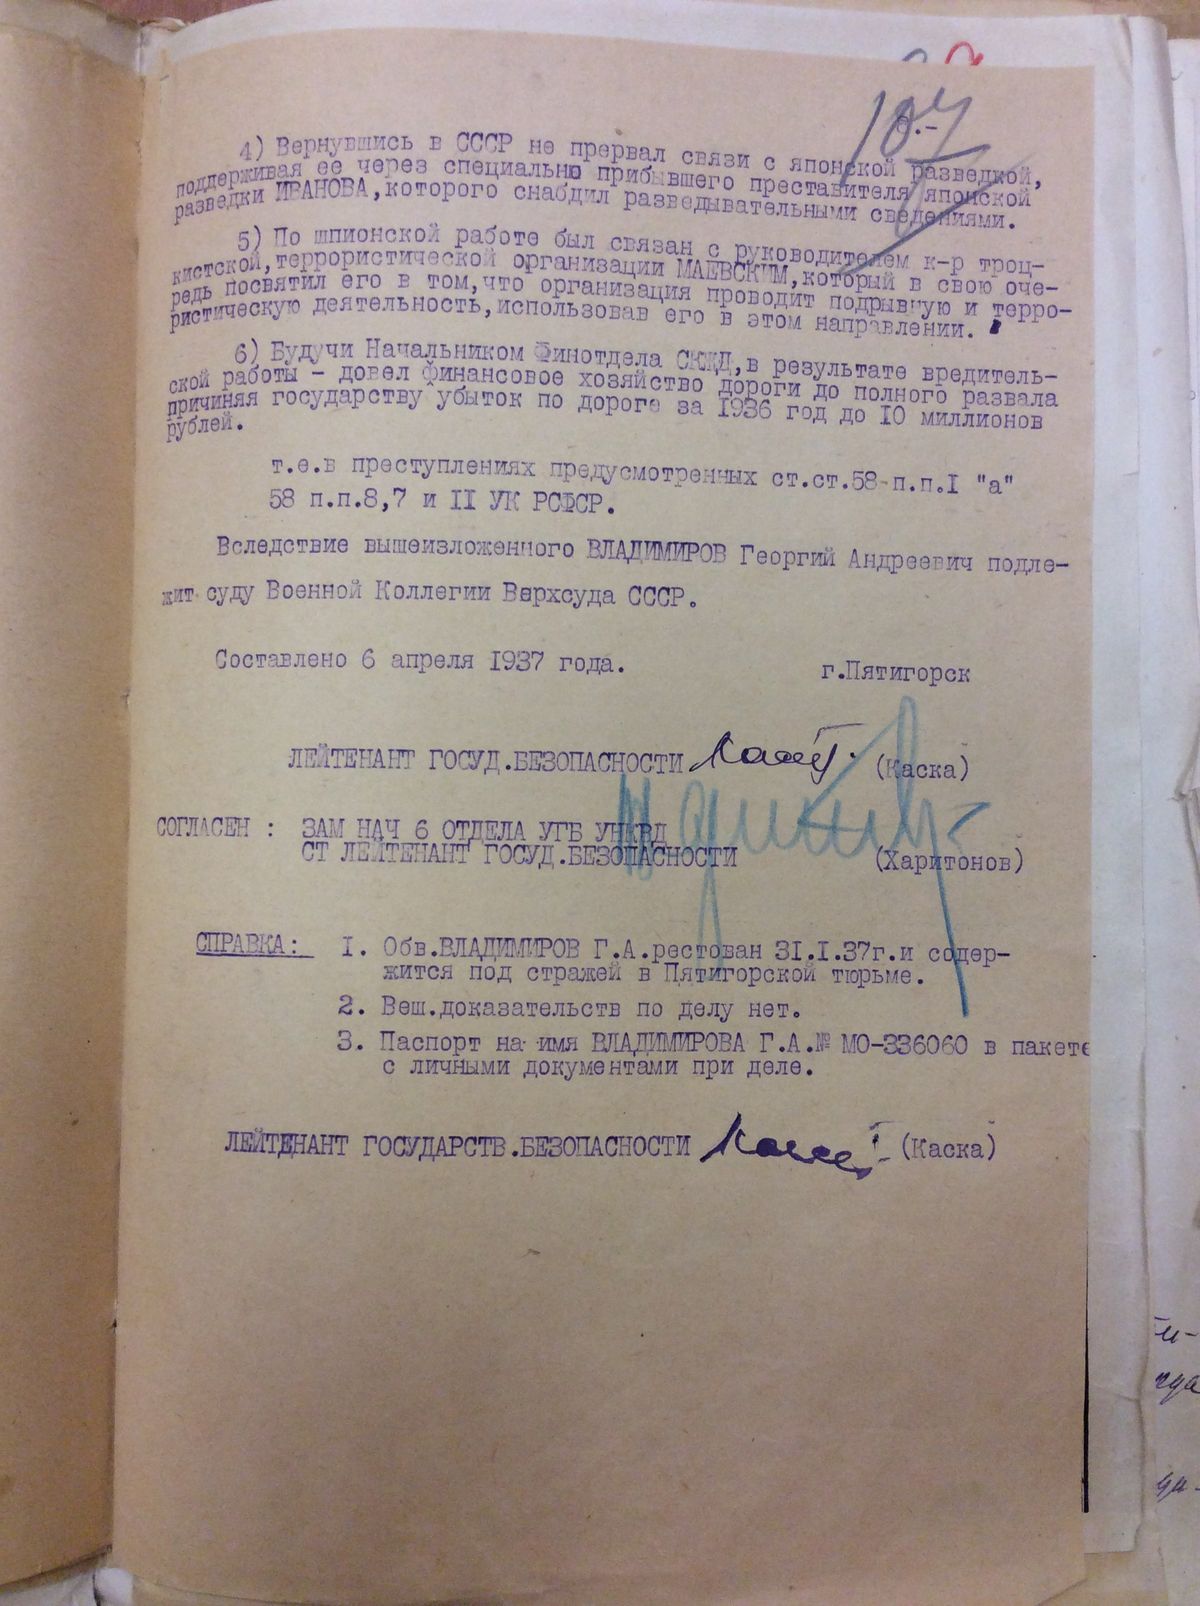 107
4) Вернувшись в СССР не прервал связи с японской разведкой,
поддерживая ее через специально прибывшего преставителя японской
разведки ИВАНОВА, которого снабдил разведывательными сведениями.
5) По шпионской работе был связан с руководителем к-р троц-
кистской, террористической организации МАЕВСКИМ, который в свою оче-
редь посвятил его в том, что организация проводит подрывную и терро-
ристическую деятельность, использовав его в этом направлении.
6) Будучи Начальником Финотдела СКЖД, в результате вредитель-
ской работы - довел финансовое хозяйство дороги до полного развала
причиняя государству убыток по дороге за 1936 год до 10 миллионов
рублей.
т.е.в преступлениях предусмотренных ст.ст.58-п.п.I "а"
58 п.п.8,7 и II УК РСФСР.
Вследствие вышеизложенного ВЛАДИМИРОВ Георгий Андреевич подле-
жит суду Военной Коллегии Верхсуда СССР.
Составлено 6 апреля 1937 года. г.Пятигорск
ЛЕЙТЕНАНТ ГОСУД.БЕЗОПАСНОСТИ (Каска)
СОГЛАСЕН : ЗАМ НАЧ 6 ОТДЕЛА УГБ УНКВД
СТ ЛЕЙТЕНАНТ ГОСУД.БЕЗОПАСНОСТИ (Харитонов)
СПРАВКА: 1. Обв.ВЛАДИМИРОВ Г.А.рестован 31.I.37г.и содер-
жится под стражей в Пятигорской тюрьме.
2. Вещ.доказательств по делу нет.
3. Паспорт на имя ВЛАДИМИРОВА Г.А.№ МО-336060 в пакете
с личными документами при деле.
ЛЕЙТЕНАНТ ГОСУДАРСТВ.БЕЗОПАСНОСТИ (Каска)